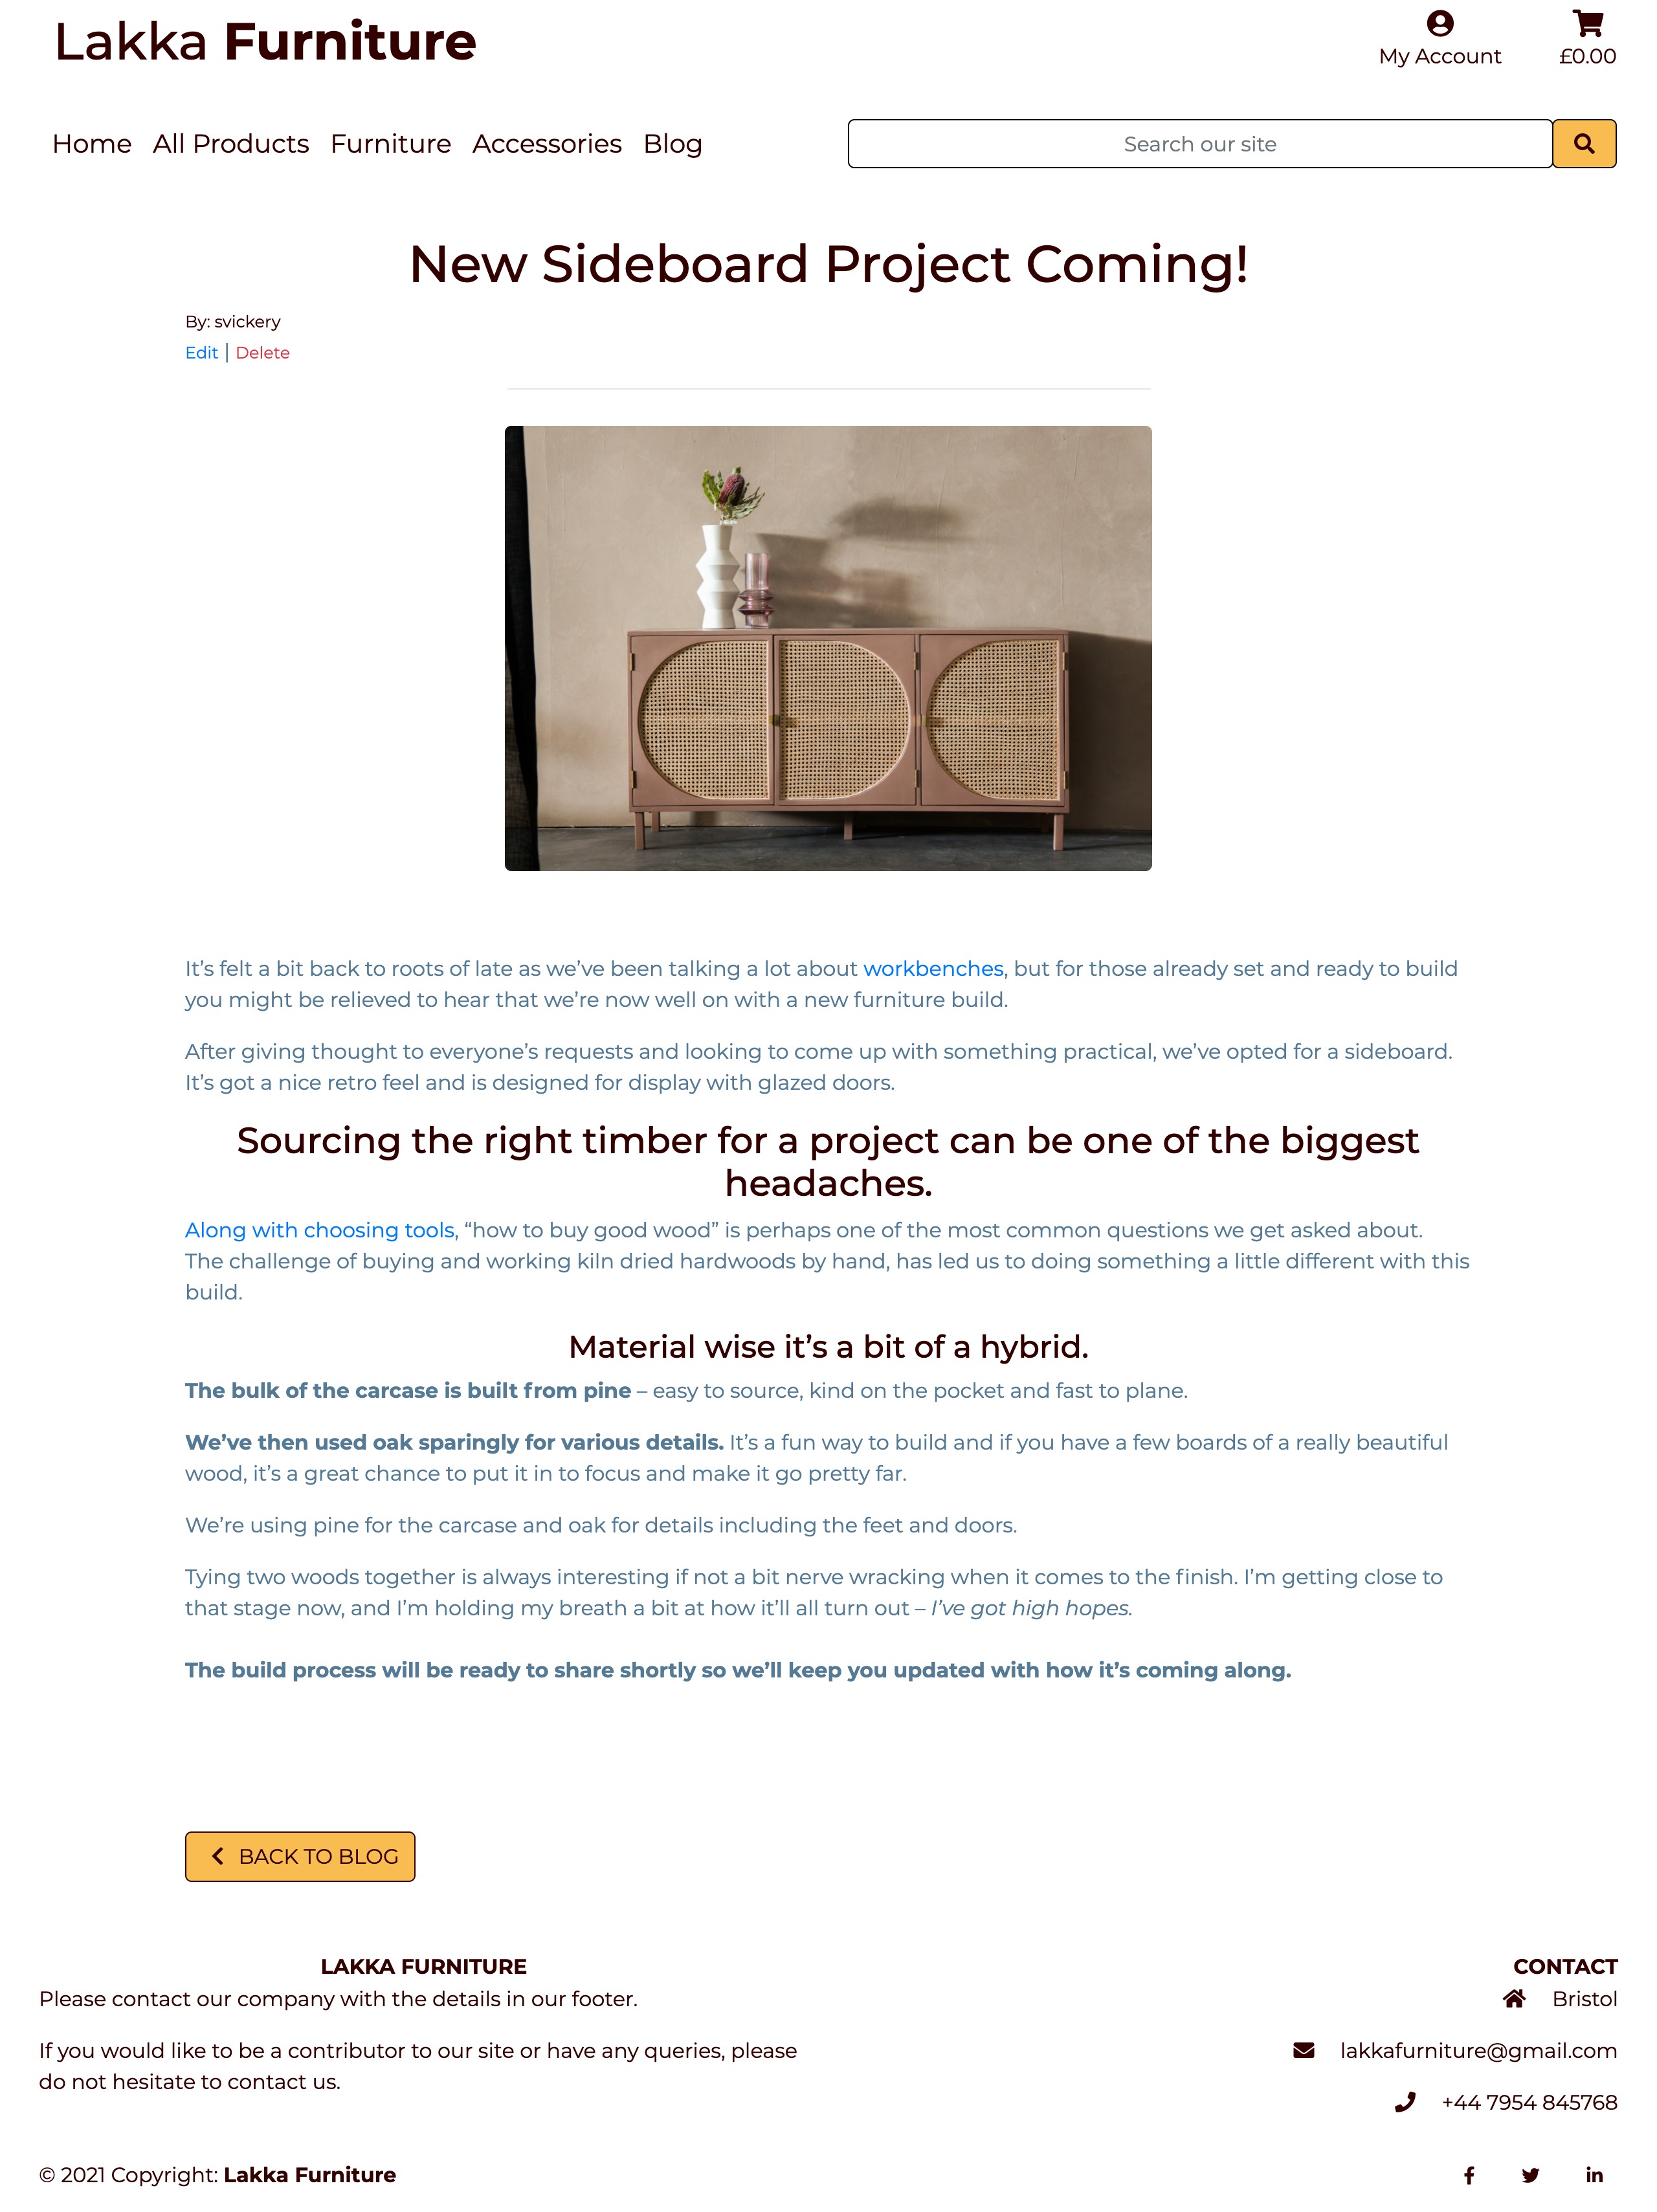 Lakka Furniture
My Account
£0.00
Home All Products Furniture Accessories Blog
Search our site
New Sideboard Project Coming!
By: svickery
Edit | Delete
It’s felt a bit back to roots of late as we’ve been talking a lot about workbenches, but for those already set and ready to build
you might be relieved to hear that we’re now well on with a new furniture build.
After giving thought to everyone’s requests and looking to come up with something practical, we’ve opted for a sideboard.
It’s got a nice retro feel and is designed for display with glazed doors.
Sourcing the right timber for a project can be one of the biggest
headaches.
Along with choosing tools, “how to buy good wood” is perhaps one of the most common questions we get asked about.
The challenge of buying and working kiln dried hardwoods by hand, has led us to doing something a little different with this
build.
Material wise it’s a bit of a hybrid.
The bulk of the carcase is built from pine – easy to source, kind on the pocket and fast to plane.
We’ve then used oak sparingly for various details. It’s a fun way to build and if you have a few boards of a really beautiful
wood, it’s a great chance to put it in to focus and make it go pretty far.
We’re using pine for the carcase and oak for details including the feet and doors.
Tying two woods together is always interesting if not a bit nerve wracking when it comes to the finish. I’m getting close to
that stage now, and I’m holding my breath a bit at how it’ll all turn out – I’ve got high hopes.
The build process will be ready to share shortly so we’ll keep you updated with how it’s coming along.
BACK TO BLOG
LAKKA FURNITURE
Please contact our company with the details in our footer.
If you would like to be a contributor to our site or have any queries, please
do not hesitate to contact us.
CONTACT
Bristol
lakkafurniture@gmail.com
+44 7954 845768
© 2021 Copyright: Lakka Furniture